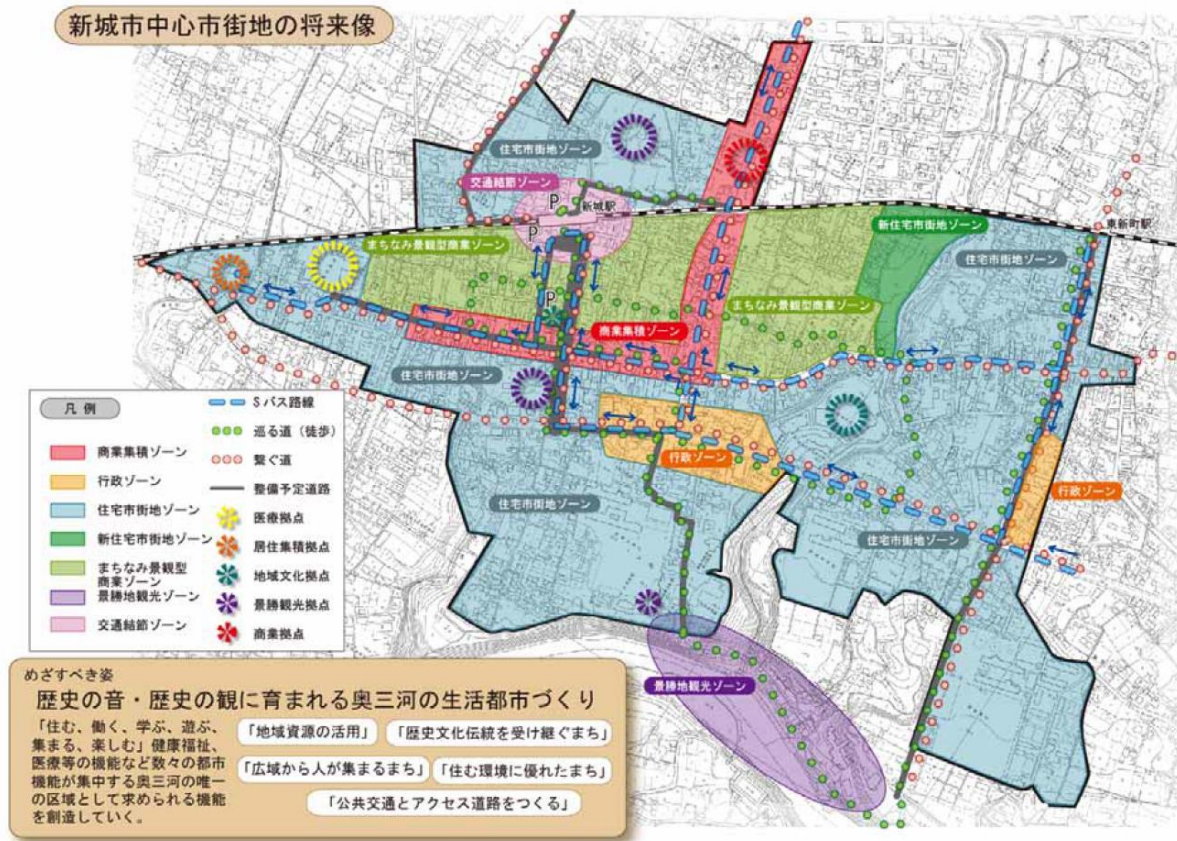 新城市中心市街地の将来像
住宅市街地ゾーン
交通結節ゾーン
P
新城駅
P
東新町駅
まちなみ景観型商業ゾーン
新住宅市街地ゾーン
住宅市街地ゾーン
P
まちなみ景観型商業ゾーン
商業集積ゾーン
住宅市街地ゾーン
行政ゾーン
行政ゾーン
住宅市街地ゾーン
住宅市街地ゾーン
景勝地観光ゾーン
凡例
商業集積ゾーン
行政ゾーン
住宅市街地ゾーン
新住宅市街地ゾーン
まちなみ景観型
商業ゾーン
景勝地観光ゾーン
交通結節ゾーン
Sバス路線
巡る道（徒歩）
繋ぐ道
整備予定道路
医療拠点
居住集積拠点
地域文化拠点
景勝観光拠点
商業拠点
めざすべき姿
歴史の音・歴史の観に育まれる奥三河の生活都市づくり
「住む、働く、学ぶ、遊ぶ、
集まる、楽しむ」健康福祉、
医療等の機能など数々の都市
機能が集中する奥三河の唯一
の区域として求められる機能
を創造していく。
「地域資源の活用」
「歴史文化伝統を受け継ぐまち」
「広域から人が集まるまち」
「住む環境に優れたまち」
「公共交通とアクセス道路をつくる」